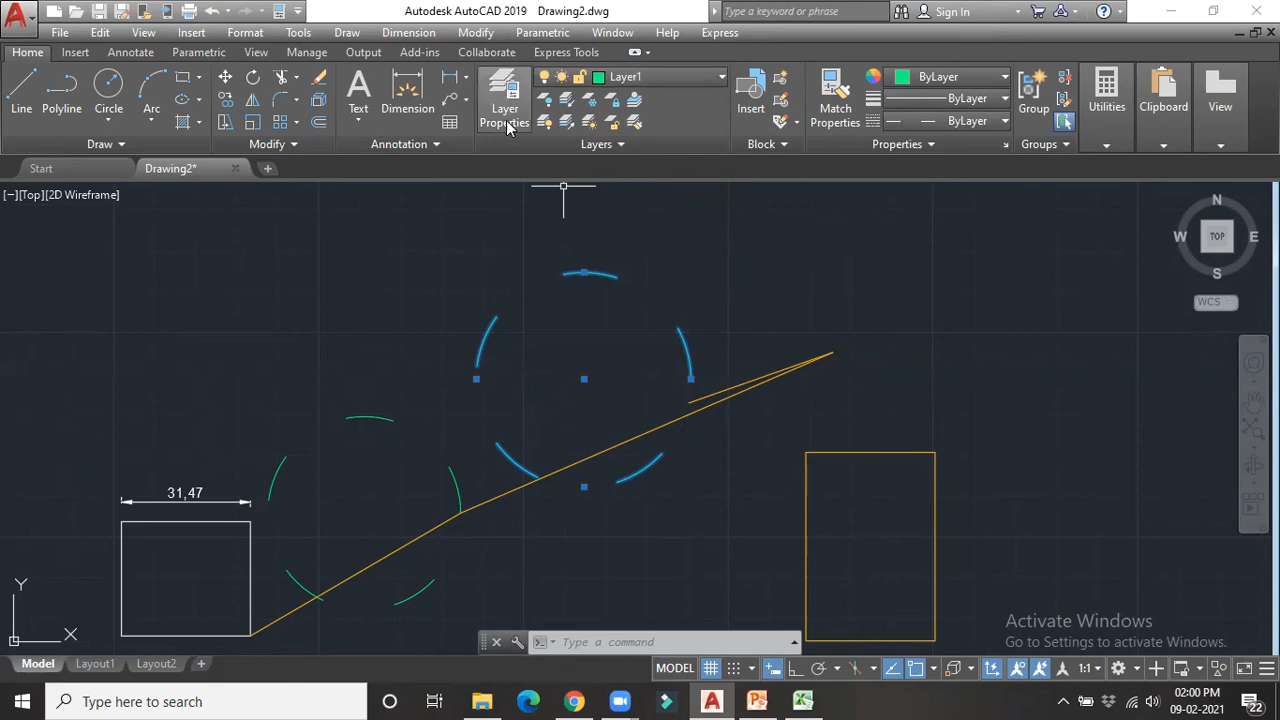 Autodesk AutoCAD 2019 Drawing2.dwg
Type a keyword or phrase
Sign In
File Edit View Insert Format Tools Draw Dimension Modify Parametric Window Help Express
Home Insert Annotate Parametric View Manage Output Add-ins Collaborate Express Tools
Line Polyline Circle Arc
Text Dimension
Layer Properties
Layer1
Insert
Match Properties
ByLayer
ByLayer
ByLayer
Group
Utilities
Clipboard
View
Draw Modify Annotation Layers Block Properties Groups
Start Drawing2*
[−][Top][2D Wireframe]
N
W TOP E
S
WCS
31,47
Y
X
Activate Windows
Go to Settings to activate Windows.
Type a command
Model Layout1 Layout2
MODEL
1:1
Type here to search
A
02:00 PM
09-02-2021
22